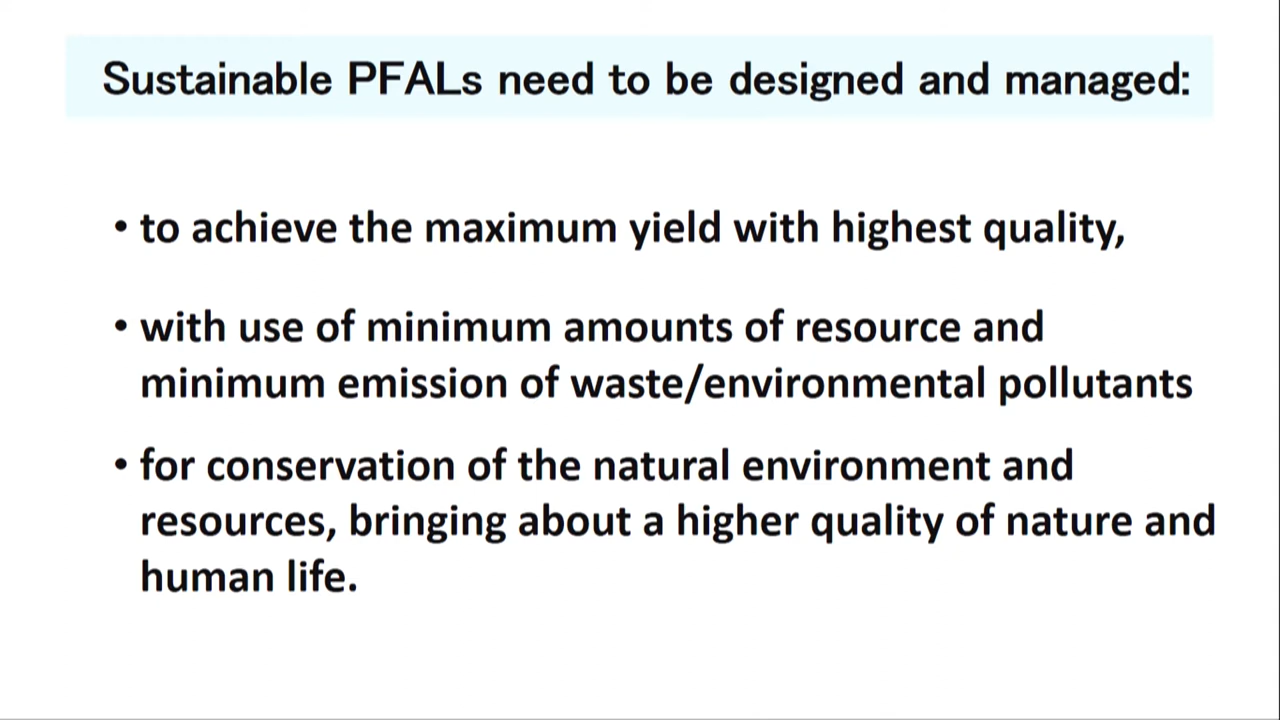 Sustainable PFALs need to be designed and managed:
• to achieve the maximum yield with highest quality,
• with use of minimum amounts of resource and
minimum emission of waste/environmental pollutants
• for conservation of the natural environment and
resources, bringing about a higher quality of nature and
human life.